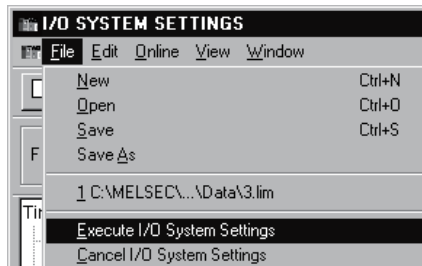 I/O SYSTEM SETTINGS
File Edit Online View Window
New Ctrl+N
Open Ctrl+O
Save Ctrl+S
Save As
F
1 C:\MELSEC\...\Data\3.lim
Execute I/O System Settings
Cancel I/O System Settings